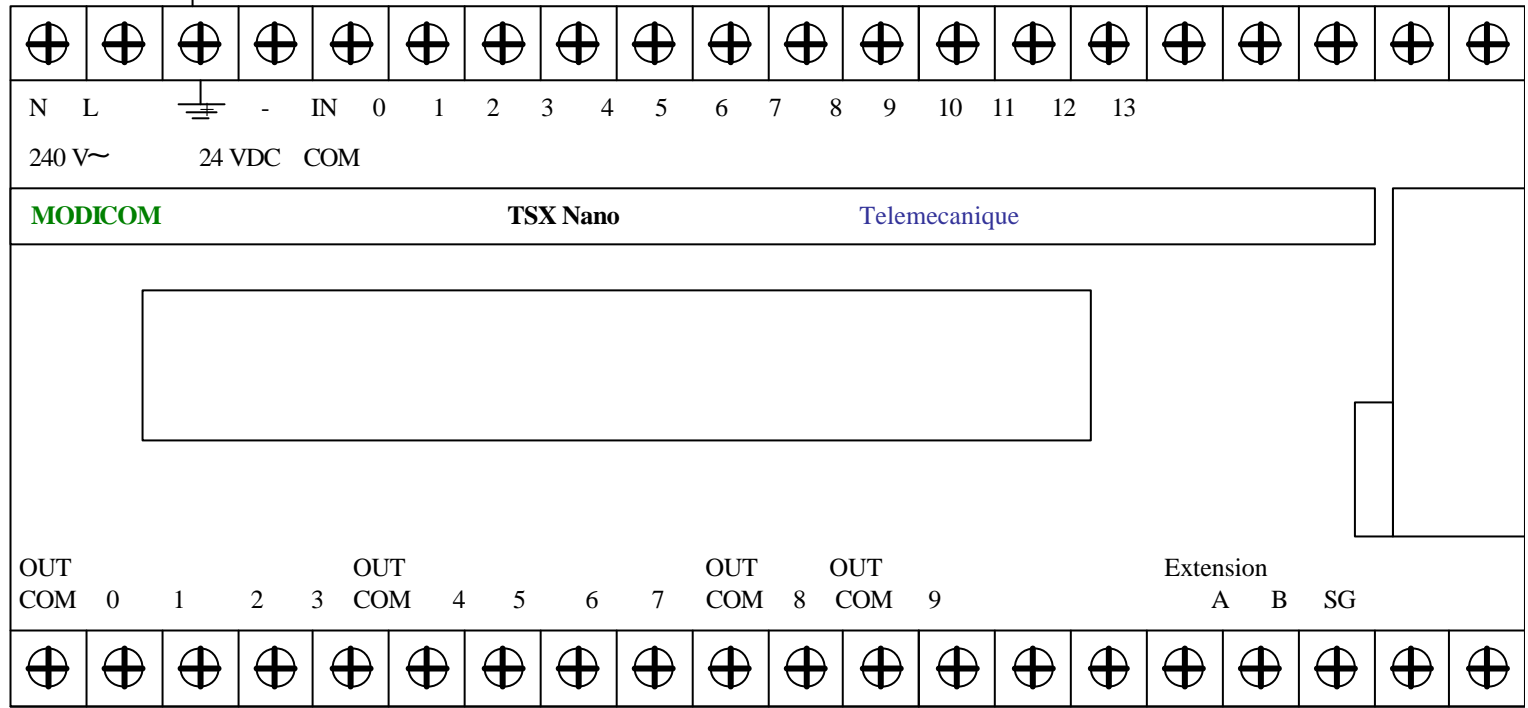 N L + - IN 0 1 2 3 4 5 6 7 8 9 10 11 12 13
240 V~ 24 VDC COM
MODICOM TSX Nano Telemecanique
OUT OUT OUT OUT Extension
COM 0 1 2 3 COM 4 5 6 7 COM 8 COM 9 A B SG